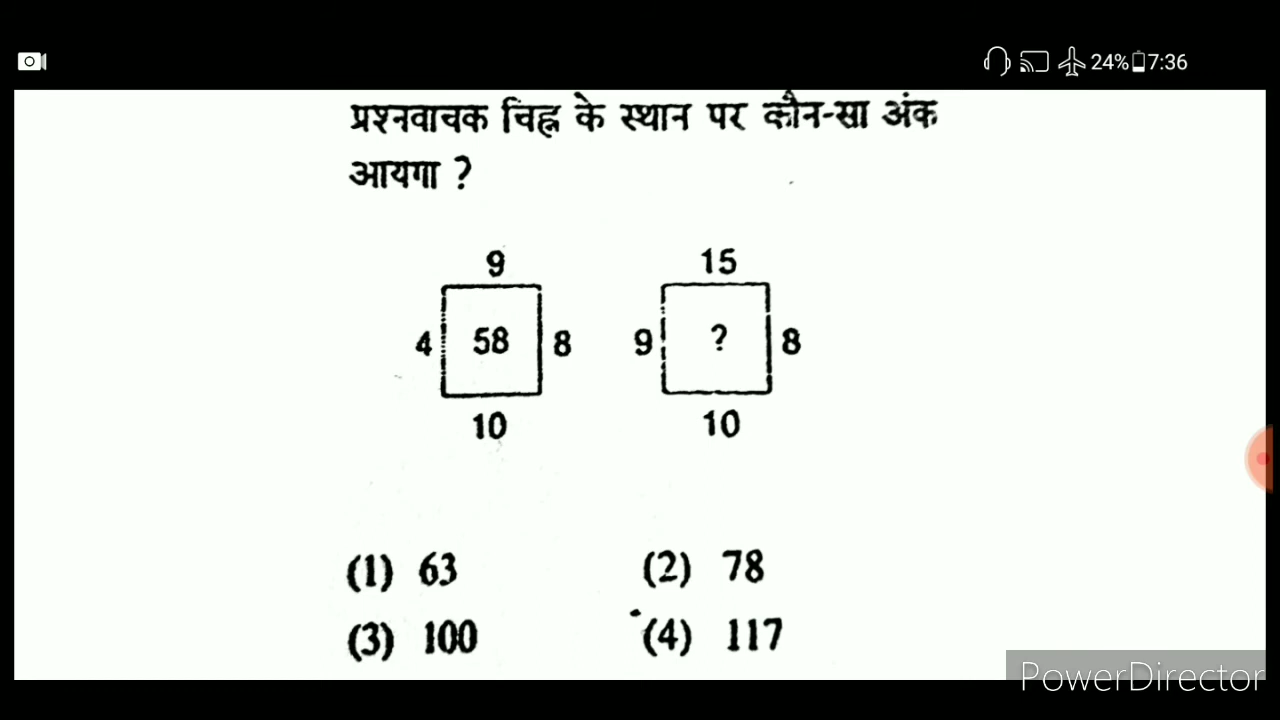 24% 7:36
प्रश्नवाचक चिह्न के स्थान पर कौन-सा अंक
आयगा ?
9 15
4 58 8 9 ? 8
10 10
(1) 63 (2) 78
(3) 100 (4) 117
PowerDirector